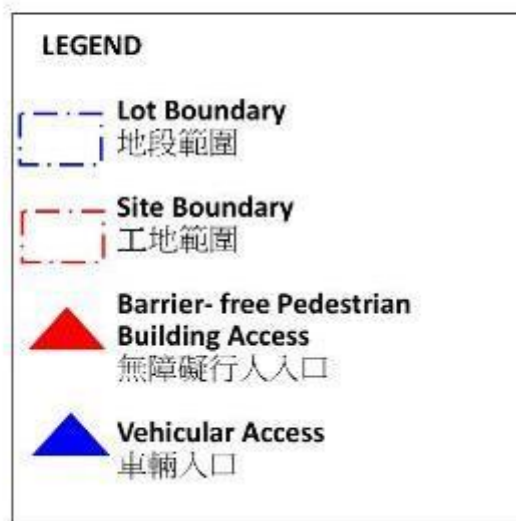 LEGEND
Lot Boundary
地段範圍
Site Boundary
工地範圍
Barrier- free Pedestrian
Building Access
無障礙行人入口
Vehicular Access
車輛入口